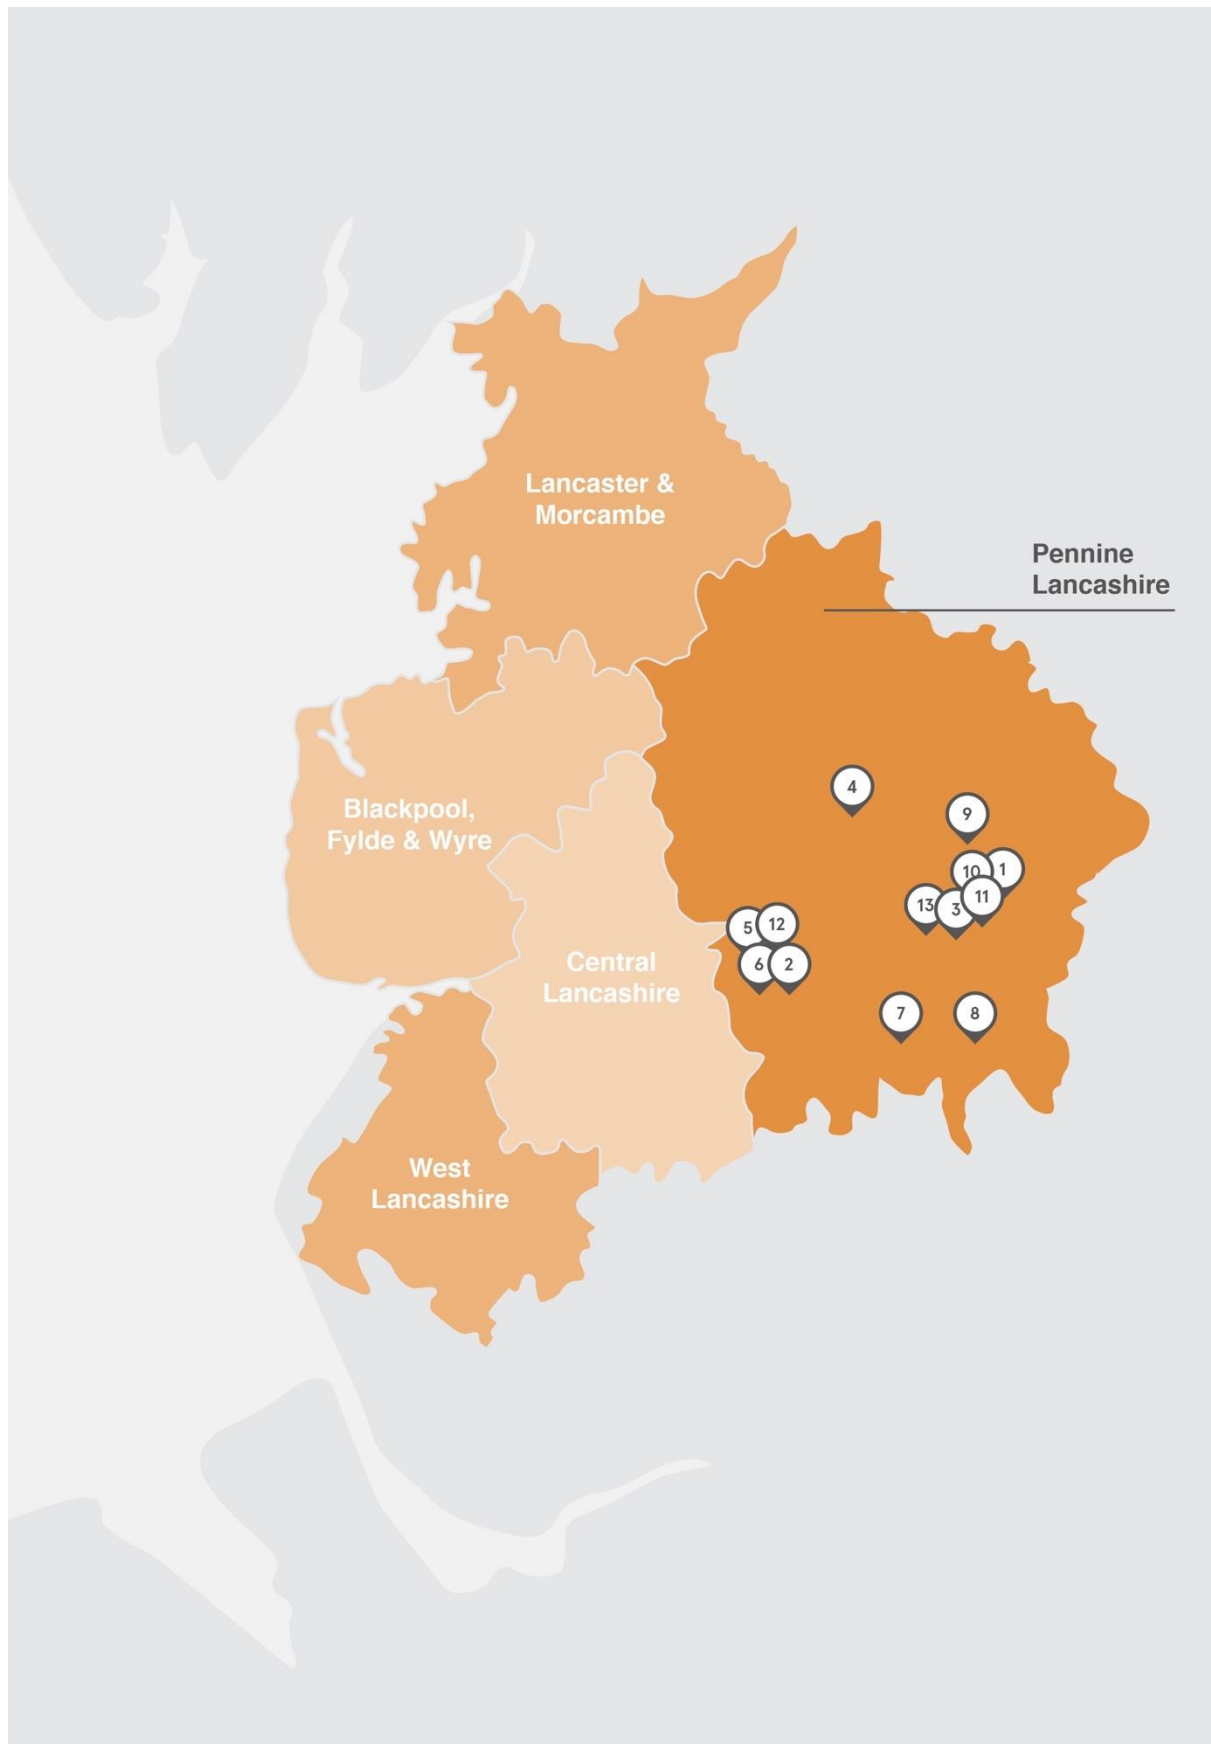 Lancaster &
Morcambe
Pennine
Lancashire
Blackpool,
Fylde & Wyre
4
9
10
1
11
13
3
5
12
6
2
Central
Lancashire
7
8
West
Lancashire